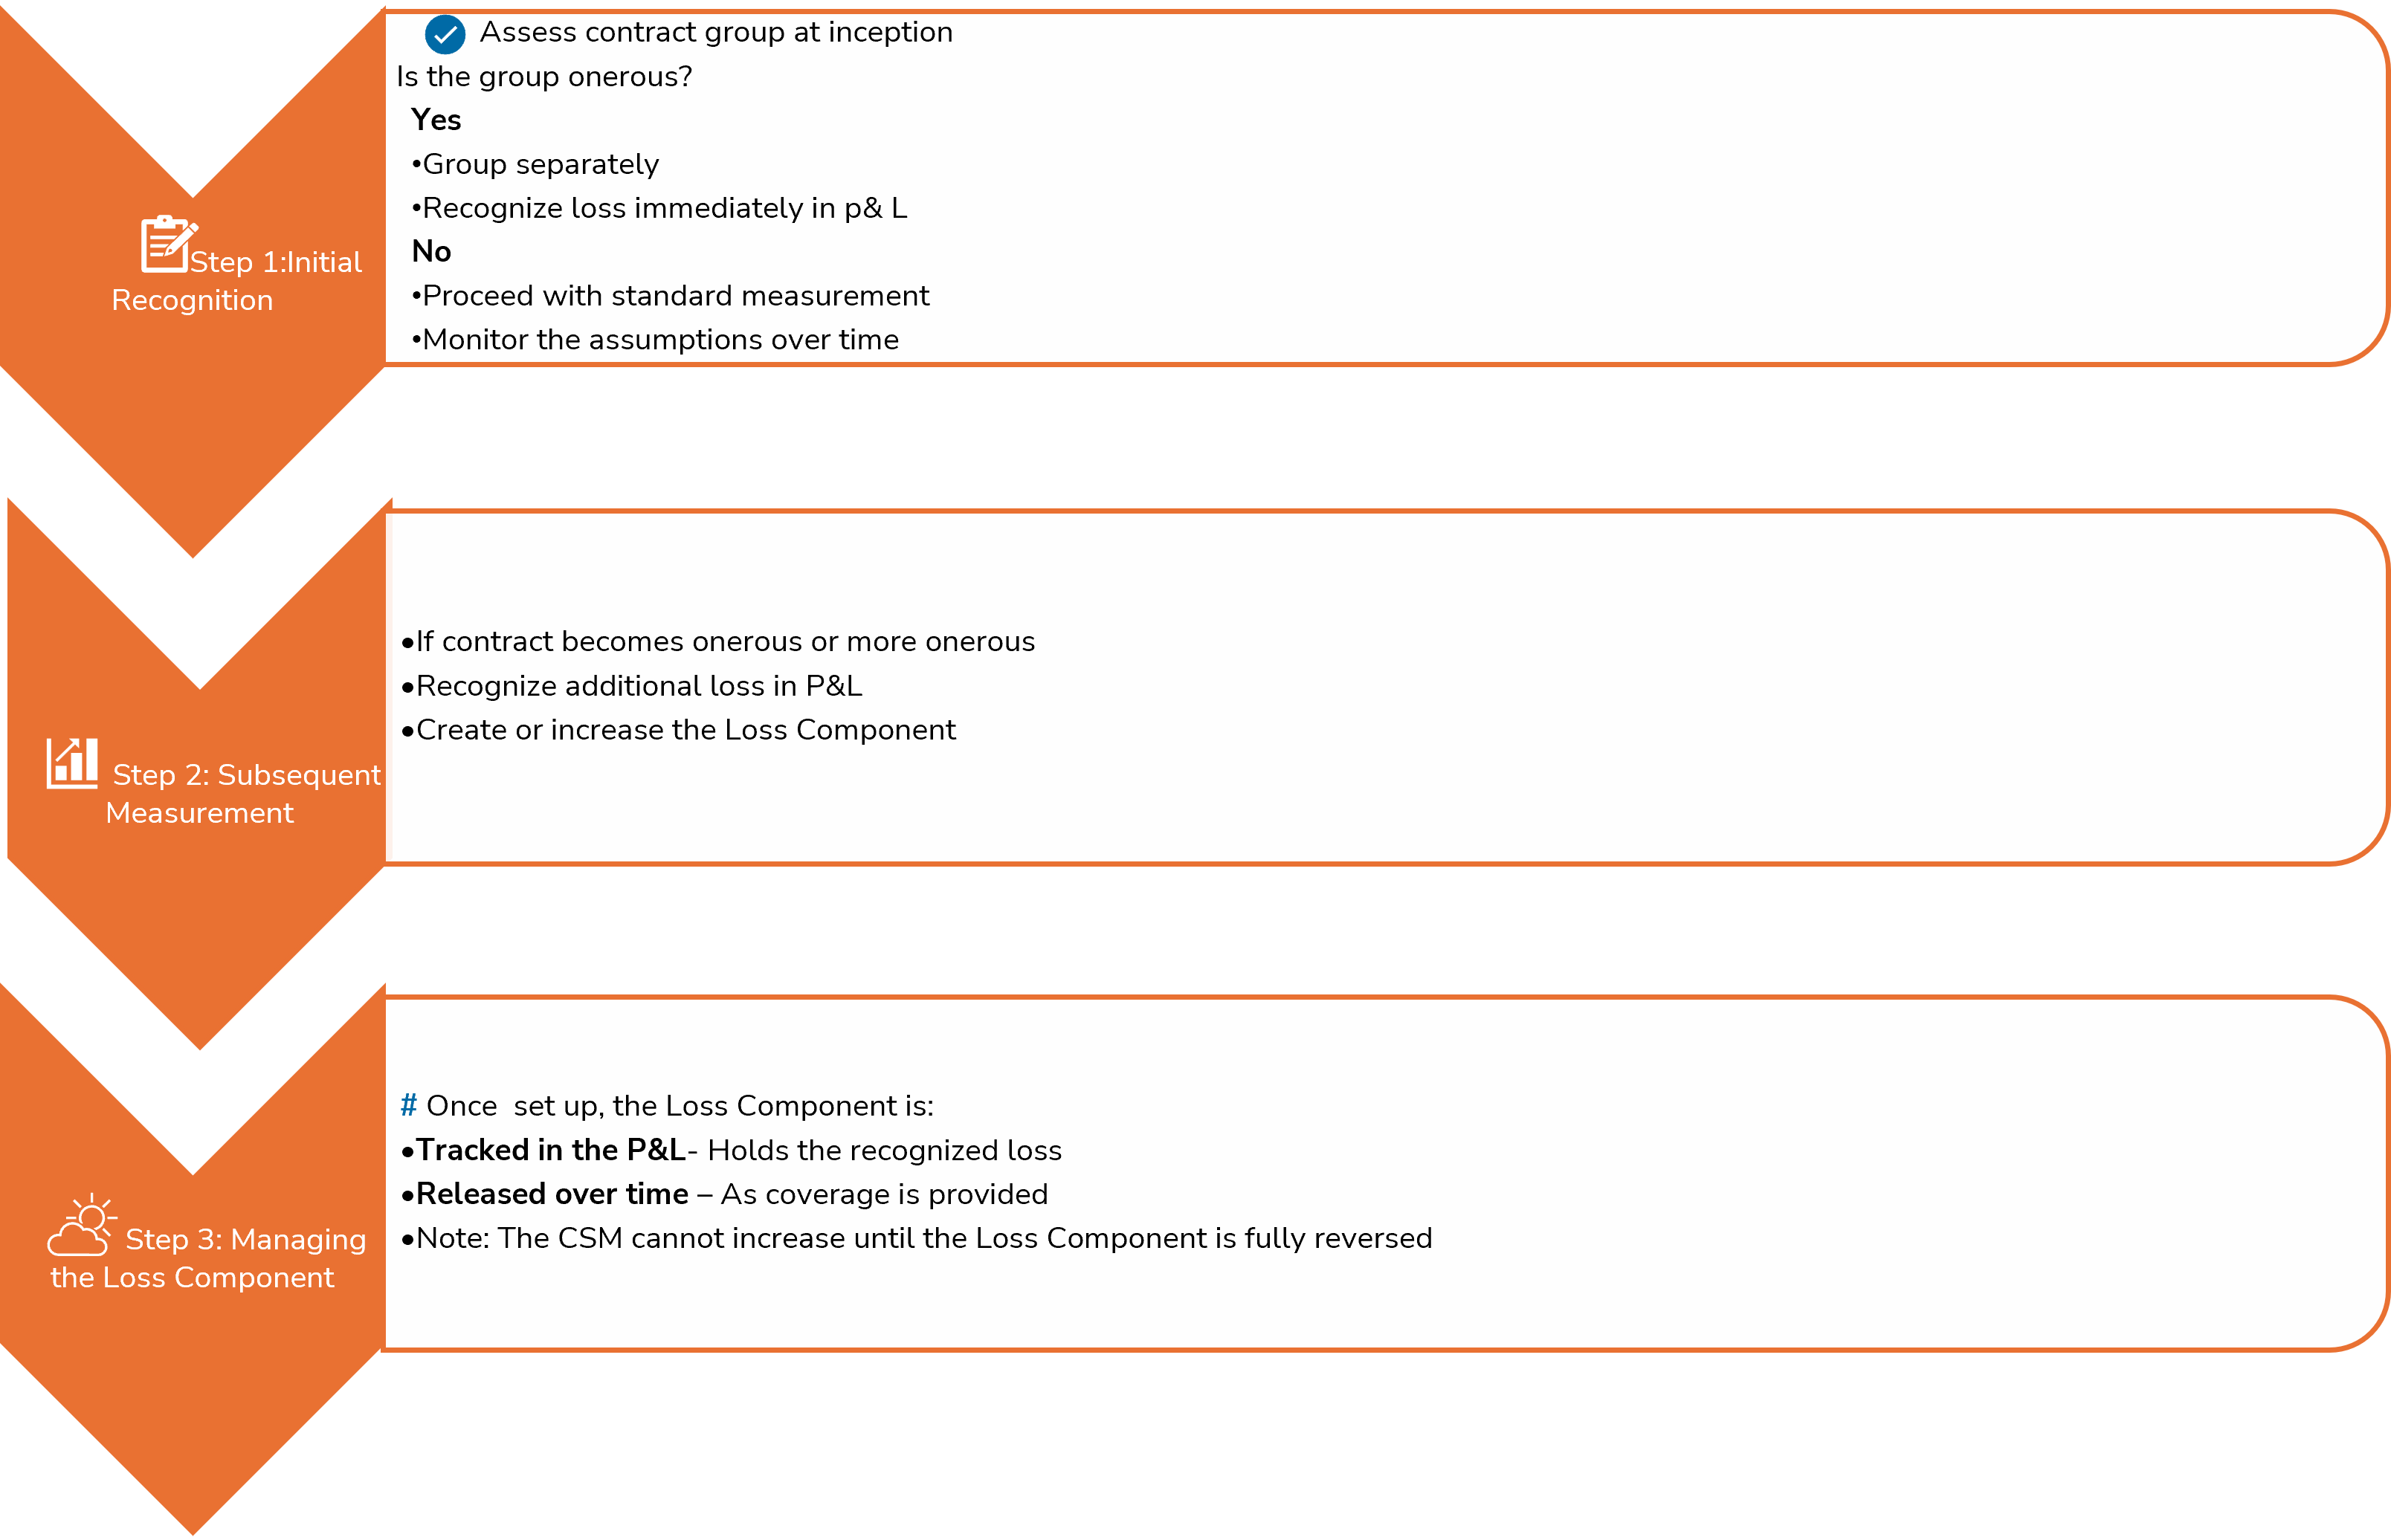 Assess contract group at inception
Is the group onerous?
Yes
•Group separately
•Recognize loss immediately in p& L
No
•Proceed with standard measurement
•Monitor the assumptions over time
Step 1:Initial
Recognition
•If contract becomes onerous or more onerous
•Recognize additional loss in P&L
•Create or increase the Loss Component
Step 2: Subsequent
Measurement
# Once  set up, the Loss Component is:
•Tracked in the P&L- Holds the recognized loss
•Released over time – As coverage is provided
•Note: The CSM cannot increase until the Loss Component is fully reversed
Step 3: Managing
the Loss Component